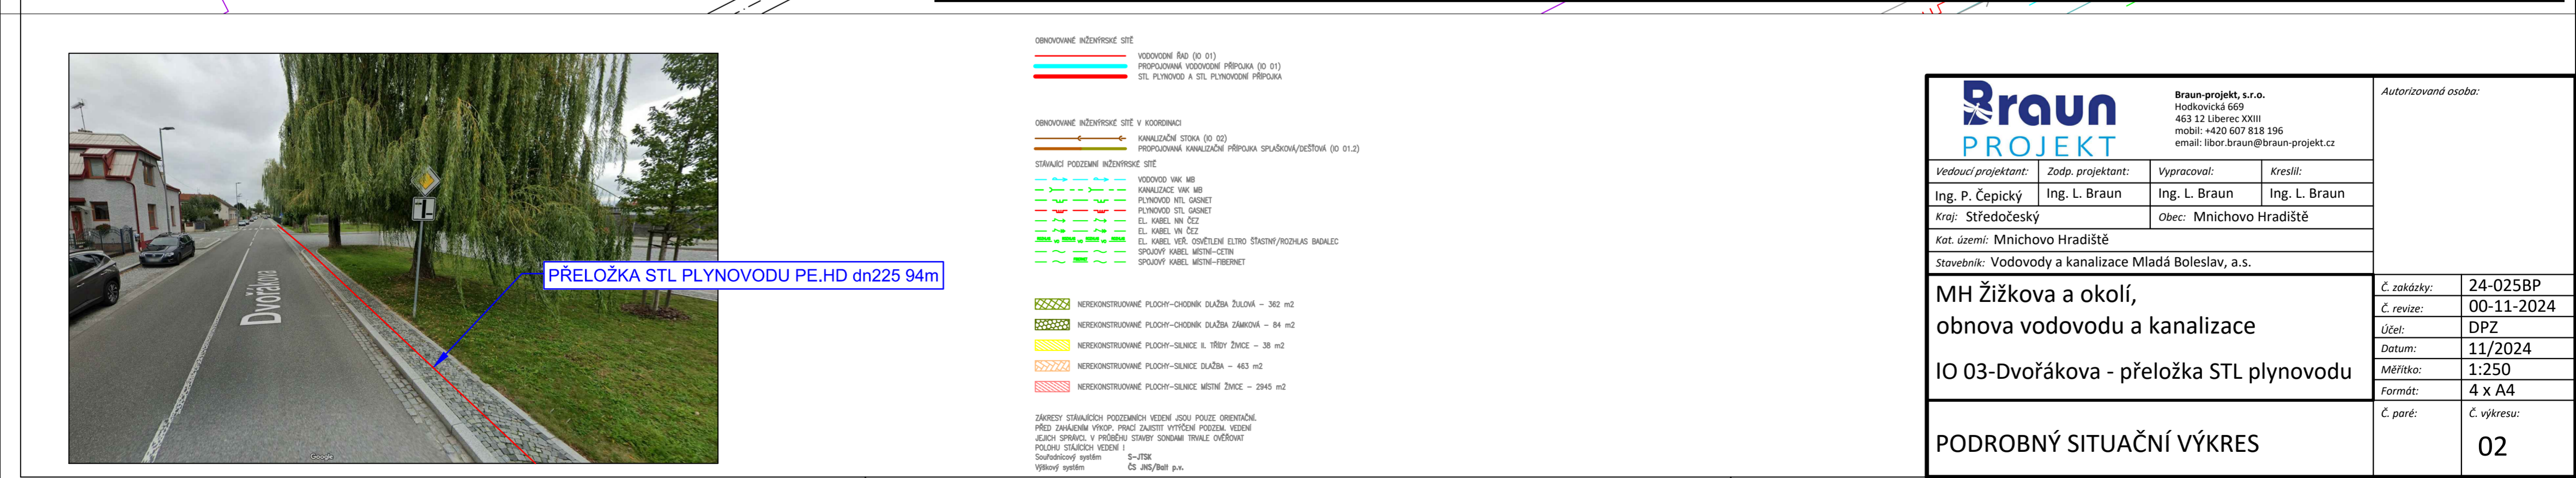 Dvořákova
Google
PŘELOŽKA STL PLYNOVODU PE.HD dn225 94m
OBNOVOVANÉ INŽENÝRSKÉ SÍTĚ
VODOVODNÍ ŘAD (IO 01)
PROPOJOVANÁ VODOVODNÍ PŘÍPOJKA (IO 01)
STL PLYNOVOD A STL PLYNOVODNÍ PŘÍPOJKA
OBNOVOVANÉ INŽENÝRSKÉ SÍTĚ V KOORDINACI
KANALIZAČNÍ STOKA (IO 02)
PROPOJOVANÁ KANALIZAČNÍ PŘÍPOJKA SPLAŠKOVÁ/DEŠŤOVÁ (IO 01.2)
STÁVAJÍCÍ PODZEMNÍ INŽENÝRSKÉ SÍTĚ
VODOVOD VAK MB
KANALIZACE VAK MB
PLYNOVOD NTL GASNET
PLYNOVOD STL GASNET
EL. KABEL NN ČEZ
EL. KABEL VN ČEZ
EL. KABEL VEŘ. OSVĚTLENÍ ELTRO ŠŤASTNÝ/ROZHLAS BADALEC
SPOJOVÝ KABEL MÍSTNÍ-CETIN
SPOJOVÝ KABEL MÍSTNÍ-FIBERNET
NEREKONSTRUOVANÉ PLOCHY-CHODNÍK DLAŽBA ŽULOVÁ - 362 m2
NEREKONSTRUOVANÉ PLOCHY-CHODNÍK DLAŽBA ZÁMKOVÁ - 84 m2
NEREKONSTRUOVANÉ PLOCHY-SILNICE II. TŘÍDY ŽIVICE - 38 m2
NEREKONSTRUOVANÉ PLOCHY-SILNICE DLAŽBA - 463 m2
NEREKONSTRUOVANÉ PLOCHY-SILNICE MÍSTNÍ ŽIVICE - 2945 m2
ZÁKRESY STÁVAJÍCÍCH PODZEMNÍCH VEDENÍ JSOU POUZE ORIENTAČNÍ.
PŘED ZAHÁJENÍM VÝKOP. PRACÍ ZAJISTIT VYTÝČENÍ PODZEM. VEDENÍ
JEJICH SPRÁVCI. V PRŮBĚHU STAVBY SONDAMI TRVALE OVĚŘOVAT
POLOHU STÁJÍCÍCH VEDENÍ !
Souřadnicový systém S-JTSK
Výškový systém ČS JNS/Balt p.v.
Braun
PROJEKT
Braun-projekt, s.r.o.
Hodkovická 669
463 12 Liberec XXIII
mobil: +420 607 818 196
email: libor.braun@braun-projekt.cz
Autorizovaná osoba:
Vedoucí projektant: Zodp. projektant: Vypracoval: Kreslil:
Ing. P. Čepický Ing. L. Braun Ing. L. Braun Ing. L. Braun
Kraj: Středočeský Obec: Mnichovo Hradiště
Kat. území: Mnichovo Hradiště
Stavebník: Vodovody a kanalizace Mladá Boleslav, a.s.
MH Žižkova a okolí,
obnova vodovodu a kanalizace
IO 03-Dvořákova - přeložka STL plynovodu
Č. zakázky: 24-025BP
Č. revize: 00-11-2024
Účel: DPZ
Datum: 11/2024
Měřítko: 1:250
Formát: 4 x A4
PODROBNÝ SITUAČNÍ VÝKRES
Č. paré: Č. výkresu:
02